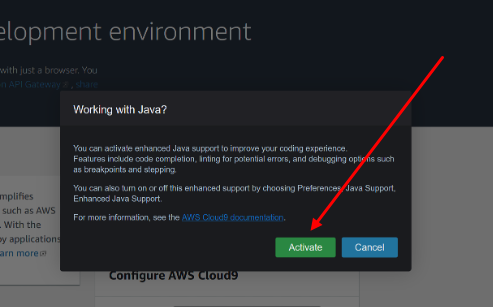 elopment environment
with just a browser. You
n API Gateway, share
Working with Java?
You can activate enhanced Java support to improve your coding experience.
Features include code completion, linting for potential errors, and debugging options such
as breakpoints and stepping.
You can also turn on or off this enhanced support by choosing Preferences, Java Support,
Enhanced Java Support.
For more information, see the AWS Cloud9 documentation.
Activate
Cancel
mplifies
such as AWS
. With the
y applications
arn more
Configure AWS Cloud9